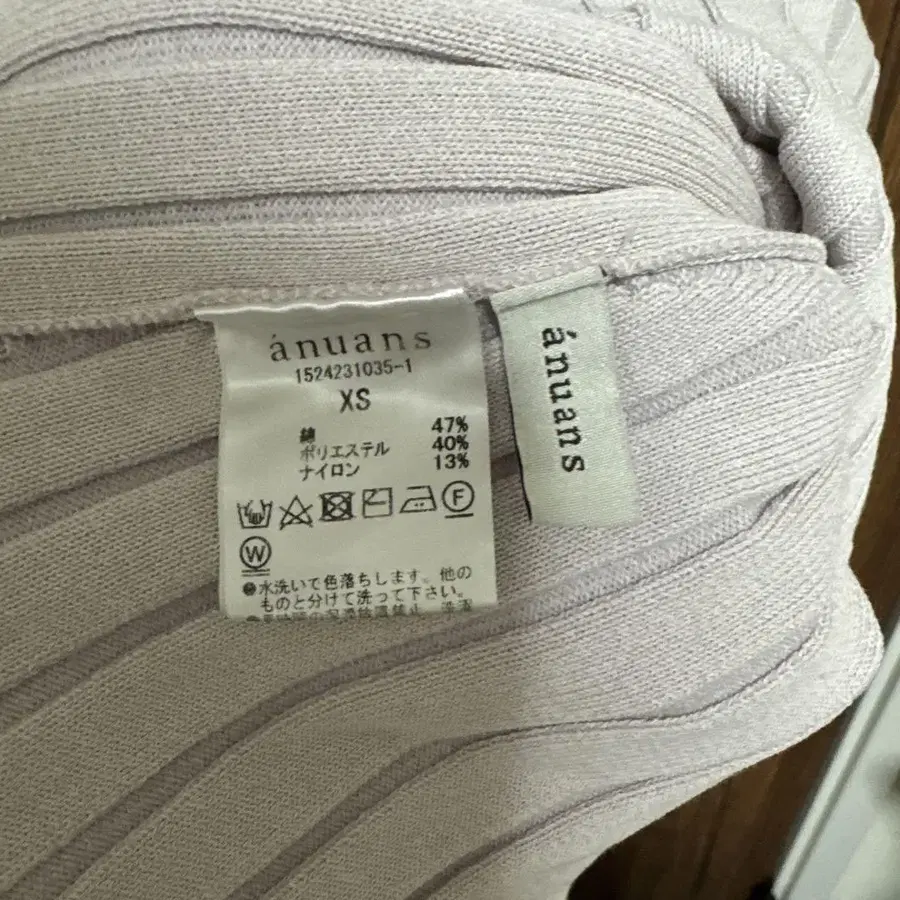 ánuans
1524231035-1
XS
綿 47%
ポリエステル 40%
ナイロン 13%
F
W
●水洗いで色落ちします。他の
ものと分けて洗って下さい。
ánuans